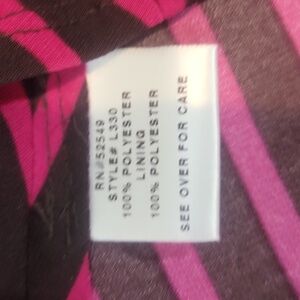 RN#52549
STYLE# L330
100% POLYESTER
LINING
100% POLYESTER
SEE OVER FOR CARE